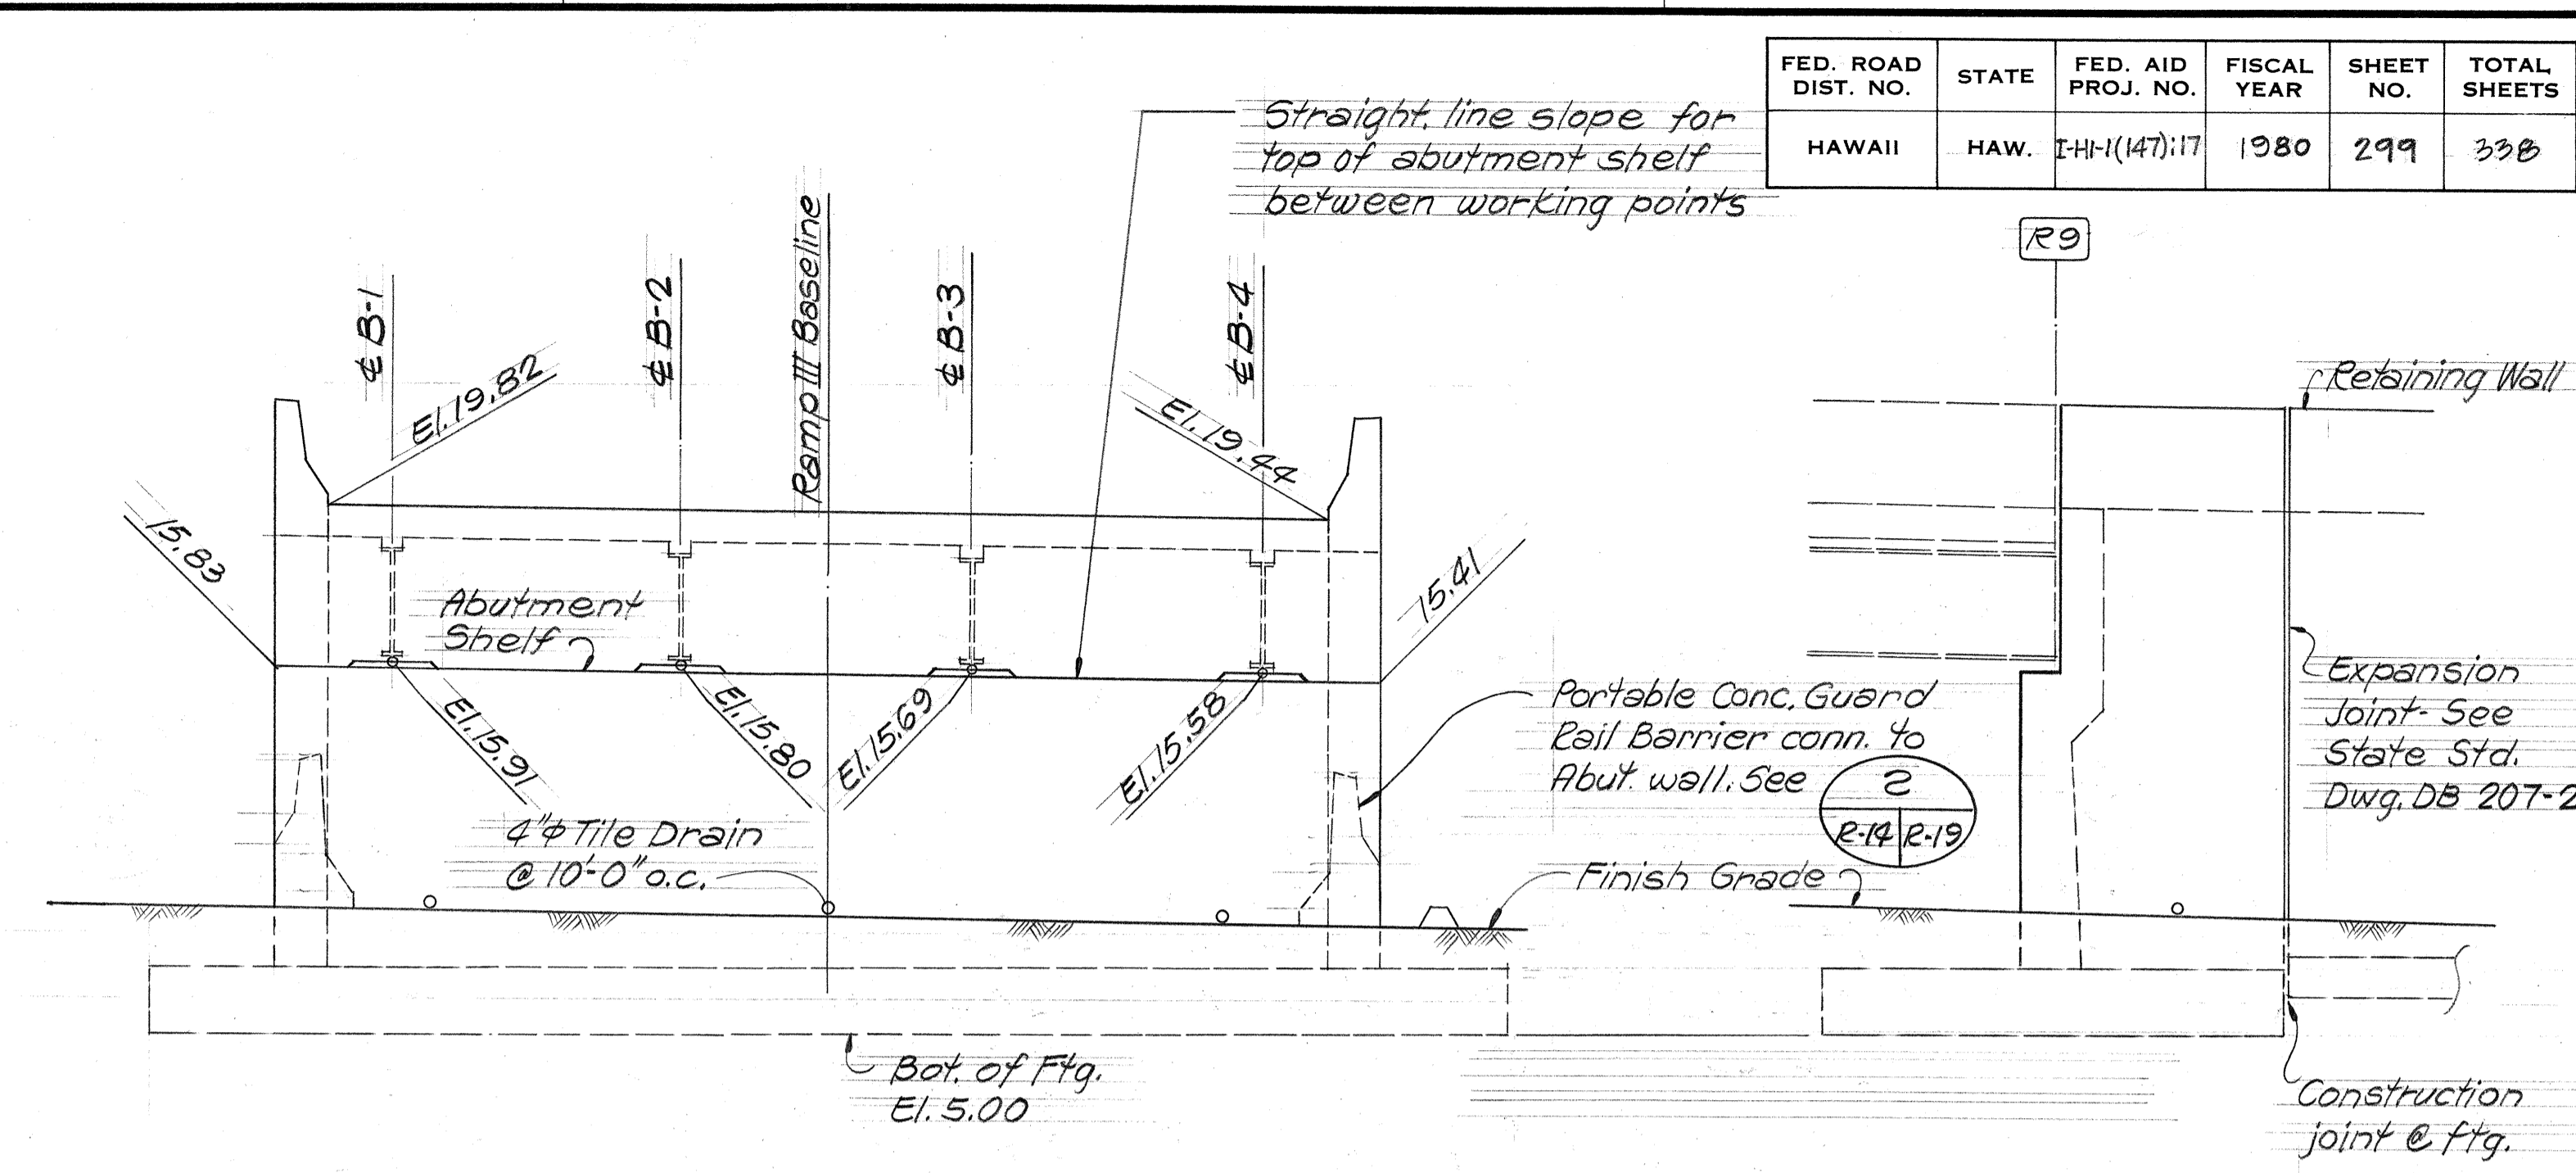 FED. ROAD DIST. NO.
STATE
FED. AID PROJ. NO.
FISCAL YEAR
SHEET NO.
TOTAL SHEETS
HAWAII
HAW.
I-H1-1(147):17
1980
299
338
Straight line slope for
top of abutment shelf
between working points
R9
℄ B-1
℄ B-2
Ramp III Baseline
℄ B-3
℄ B-4
El. 19.82
El. 19.44
Retaining Wall
15.83
15.41
Abutment
Shelf
El. 15.91
El. 15.80
El. 15.69
El. 15.58
Portable Conc. Guard
Rail Barrier conn. to
Abut. wall. See
2
R-14 R-19
Expansion
Joint - See
State Std.
Dwg. DB 207-2
4"φ Tile Drain
@ 10'-0" o.c.
Finish Grade
Bot. of Ftg.
El. 5.00
Construction
joint @ ftg.